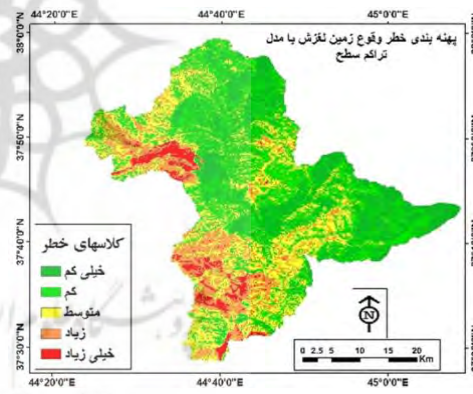 44°20'0"E 44°40'0"E 45°0'0"E
پهنه بندی خطر وقوع زمین لغزش با مدل
تراکم سطح
38°0'0"N
37°50'0"N
37°40'0"N
37°30'0"N
کلاسهای خطر
خیلی کم
کم
متوسط
زیاد
خیلی زیاد
N
0 2.5 5 10 15 20
Km
44°20'0"E 44°40'0"E 45°0'0"E